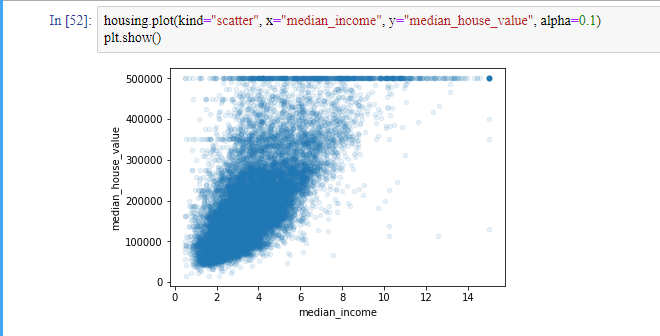 In [52]: housing.plot(kind="scatter", x="median_income", y="median_house_value", alpha=0.1)
plt.show()
500000
400000
300000
200000
100000
0
median_house_value
0 2 4 6 8 10 12 14
median_income